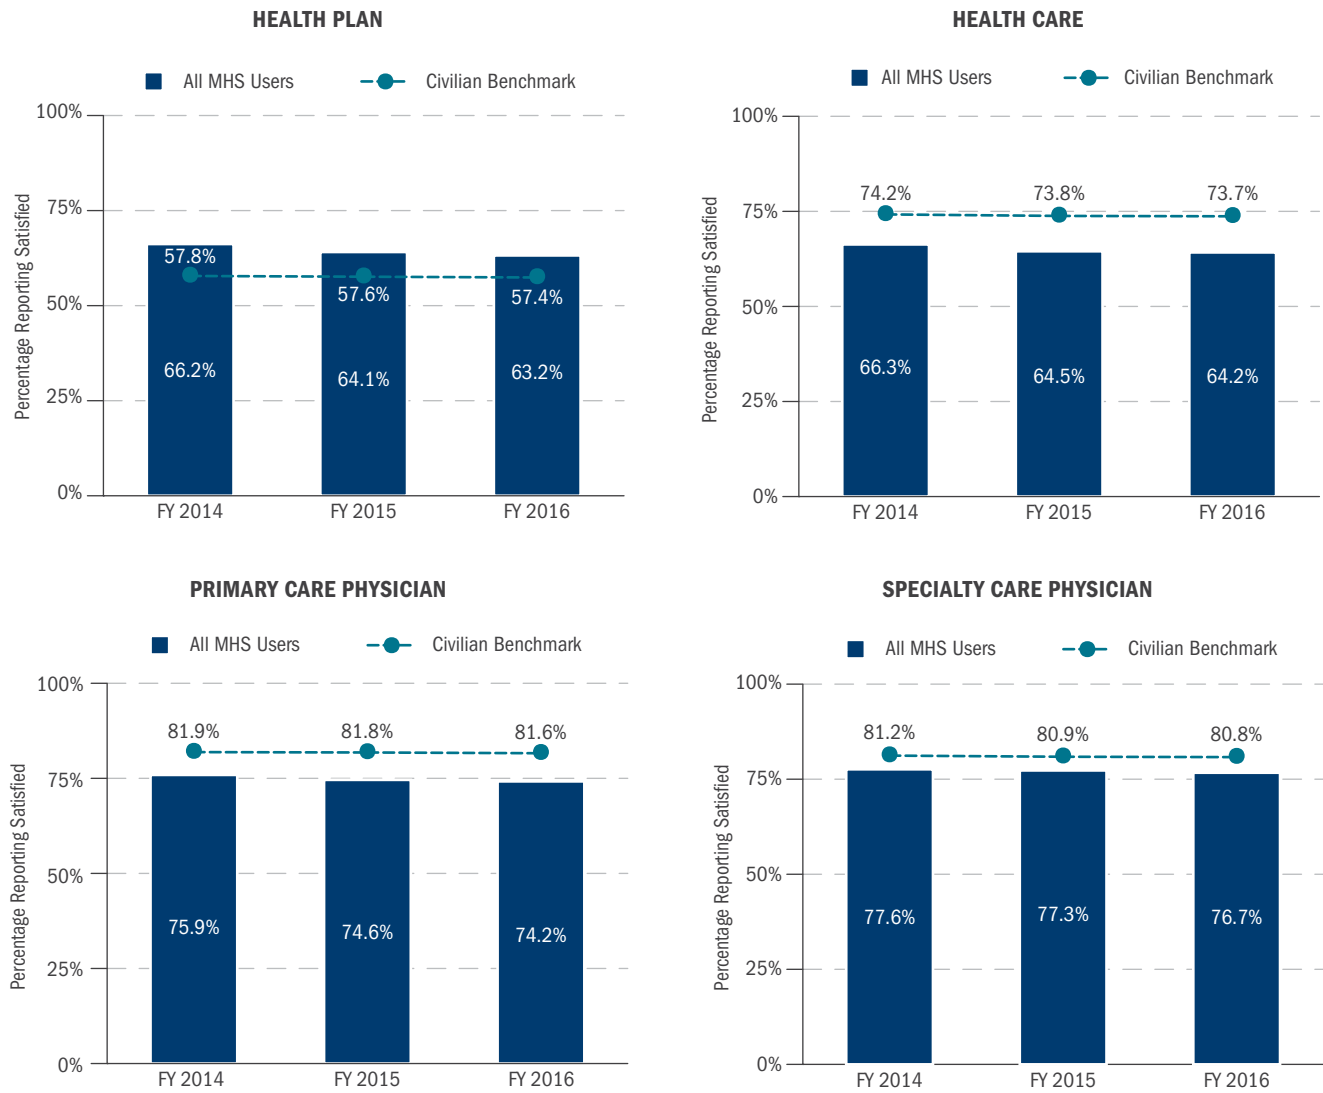 HEALTH PLAN
All MHS Users
Civilian Benchmark
Percentage Reporting Satisfied
100%
75%
50%
25%
0%
57.8%
57.6%
57.4%
66.2%
64.1%
63.2%
FY 2014
FY 2015
FY 2016
HEALTH CARE
All MHS Users
Civilian Benchmark
Percentage Reporting Satisfied
100%
75%
50%
25%
0%
74.2%
73.8%
73.7%
66.3%
64.5%
64.2%
FY 2014
FY 2015
FY 2016
PRIMARY CARE PHYSICIAN
All MHS Users
Civilian Benchmark
Percentage Reporting Satisfied
100%
75%
50%
25%
0%
81.9%
81.8%
81.6%
75.9%
74.6%
74.2%
FY 2014
FY 2015
FY 2016
SPECIALTY CARE PHYSICIAN
All MHS Users
Civilian Benchmark
Percentage Reporting Satisfied
100%
75%
50%
25%
0%
81.2%
80.9%
80.8%
77.6%
77.3%
76.7%
FY 2014
FY 2015
FY 2016